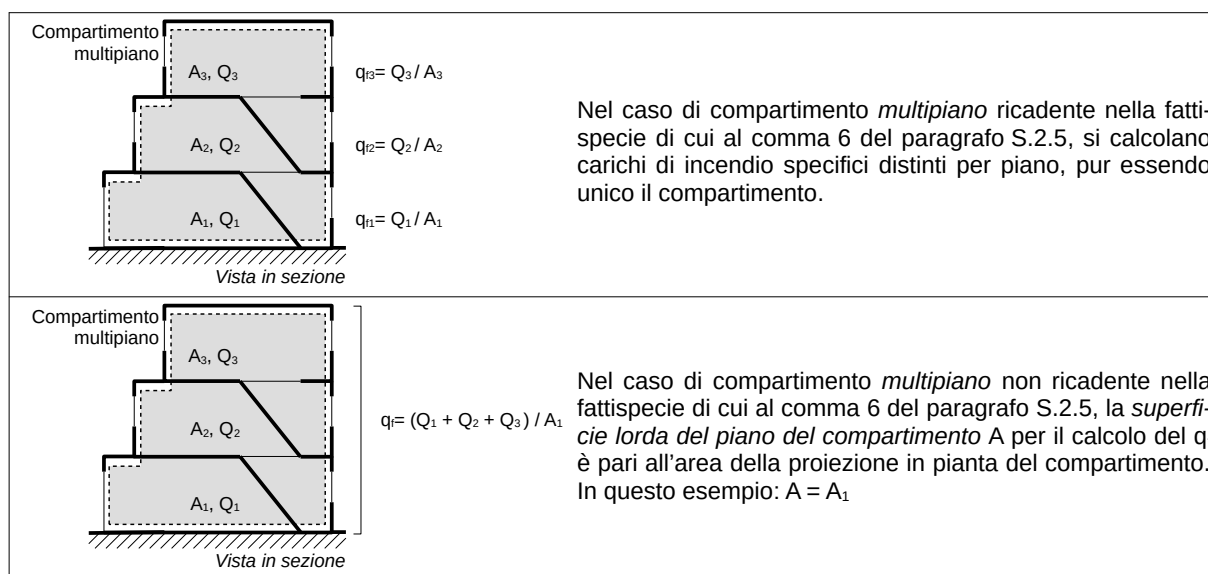 Compartimento
multipiano
A₃, Q₃
q_f3= Q₃ / A₃
A₂, Q₂
q_f2= Q₂ / A₂
A₁, Q₁
q_f1= Q₁ / A₁
Vista in sezione
Nel caso di compartimento multipiano ricadente nella fatti-
specie di cui al comma 6 del paragrafo S.2.5, si calcolano
carichi di incendio specifici distinti per piano, pur essendo
unico il compartimento.
Compartimento
multipiano
A₃, Q₃
A₂, Q₂
A₁, Q₁
q_f= (Q₁ + Q₂ + Q₃ ) / A₁
Vista in sezione
Nel caso di compartimento multipiano non ricadente nella
fattispecie di cui al comma 6 del paragrafo S.2.5, la superfi-
cie lorda del piano del compartimento A per il calcolo del q
è pari all'area della proiezione in pianta del compartimento.
In questo esempio: A = A₁